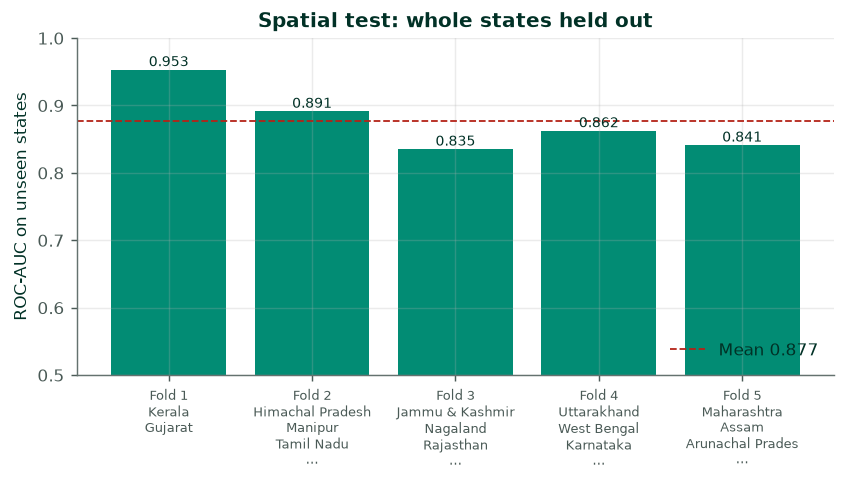 Spatial test: whole states held out
ROC-AUC on unseen states
1.0
0.9
0.8
0.7
0.6
0.5
0.953
0.891
0.835
0.862
0.841
Mean 0.877
Fold 1
Kerala
Gujarat
Fold 2
Himachal Pradesh
Manipur
Tamil Nadu
...
Fold 3
Jammu & Kashmir
Nagaland
Rajasthan
...
Fold 4
Uttarakhand
West Bengal
Karnataka
...
Fold 5
Maharashtra
Assam
Arunachal Prades
...